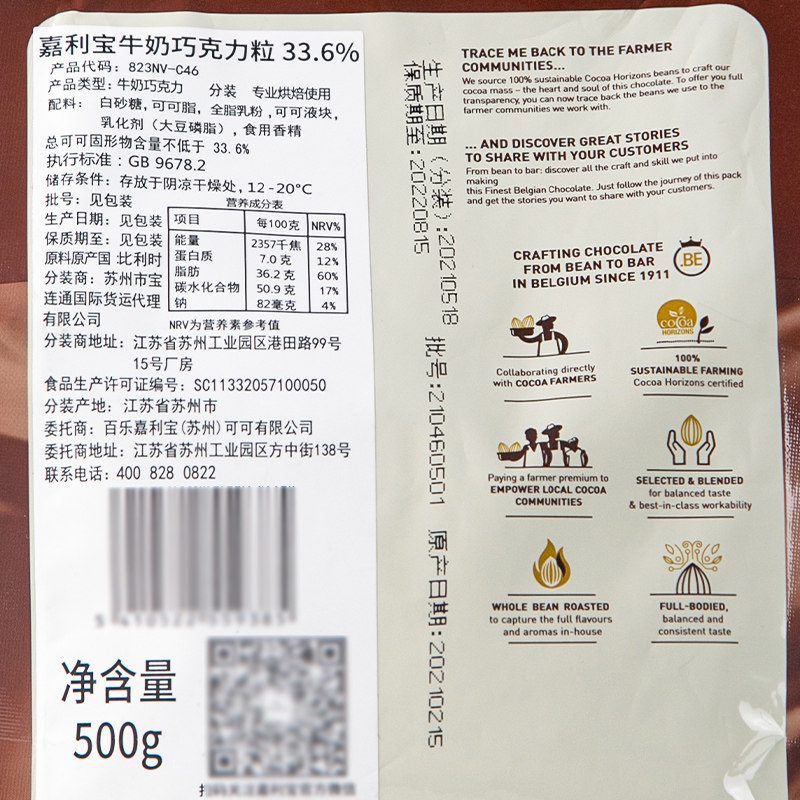 嘉利宝牛奶巧克力粒 33.6%
产品代码：823NV-C46
产品类型：牛奶巧克力 分装 专业烘焙使用
配料： 白砂糖,可可脂， 全脂乳粉，可可液块，
乳化剂（大豆磷脂），食用香精
总可可固形物含量不低于 33.6%
执行标准：GB 9678.2
储存条件：存放于阴凉干燥处, 12-20°C
批号：见包装
生产日期：见包装
保质期至：见包装
原料原产国 比利时
分装商：苏州市宝
连通国际货运代理
有限公司
营养成分表
项目 每100克 NRV%
能量 2357千焦 28%
蛋白质 7.0 克 12%
脂肪 36.2 克 60%
碳水化合物 50.9 克 17%
钠 82毫克 4%
NRV为营养素参考值
分装商地址：江苏省苏州工业园区港田路99号
15号厂房
食品生产许可证编号：SC11332057100050
分装产地：江苏省苏州市
委托商：百乐嘉利宝(苏州)可可有限公司
委托商地址：江苏省苏州工业园区方中街138号
联系电话：400 828 0822
净含量
500g
生产日期（分装）:20210518 批号:210460501 原产日期:20210215
保质期至:20220815
TRACE ME BACK TO THE FARMER
COMMUNITIES...
We source 100% sustainable Cocoa Horizons beans to craft our
cocoa mass – the heart and soul of this chocolate. To offer you full
transparency, you can now trace back the beans we use to the
farmer communities we work with.
... AND DISCOVER GREAT STORIES
TO SHARE WITH YOUR CUSTOMERS
From bean to bar: discover all the craft and skill we put into
making
this Finest Belgian Chocolate. Just follow the journey of this pack
and get the stories you want to share with your customers.
CRAFTING CHOCOLATE
FROM BEAN TO BAR
IN BELGIUM SINCE 1911
.BE
Collaborating directly
with COCOA FARMERS
cocoa
HORIZONS
100%
SUSTAINABLE FARMING
Cocoa Horizons certified
Paying a farmer premium to
EMPOWER LOCAL COCOA
COMMUNITIES
SELECTED & BLENDED
for balanced taste
& best-in-class workability
WHOLE BEAN ROASTED
to capture the full flavours
and aromas in-house
FULL-BODIED,
balanced and
consistent taste